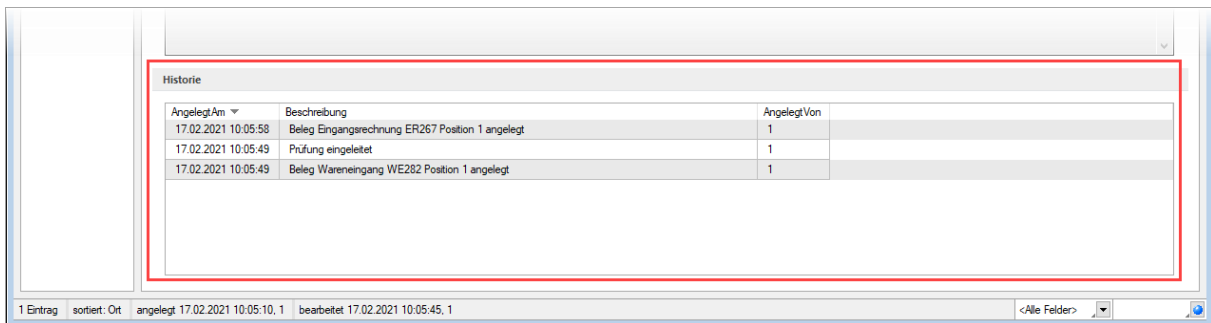 Historie
AngelegtAm Beschreibung AngelegtVon
17.02.2021 10:05:58 Beleg Eingangsrechnung ER267 Position 1 angelegt 1
17.02.2021 10:05:49 Prüfung eingeleitet 1
17.02.2021 10:05:49 Beleg Wareneingang WE282 Position 1 angelegt 1
1 Eintrag sortiert: Ort angelegt 17.02.2021 10:05:10, 1 bearbeitet 17.02.2021 10:05:45, 1 <Alle Felder>